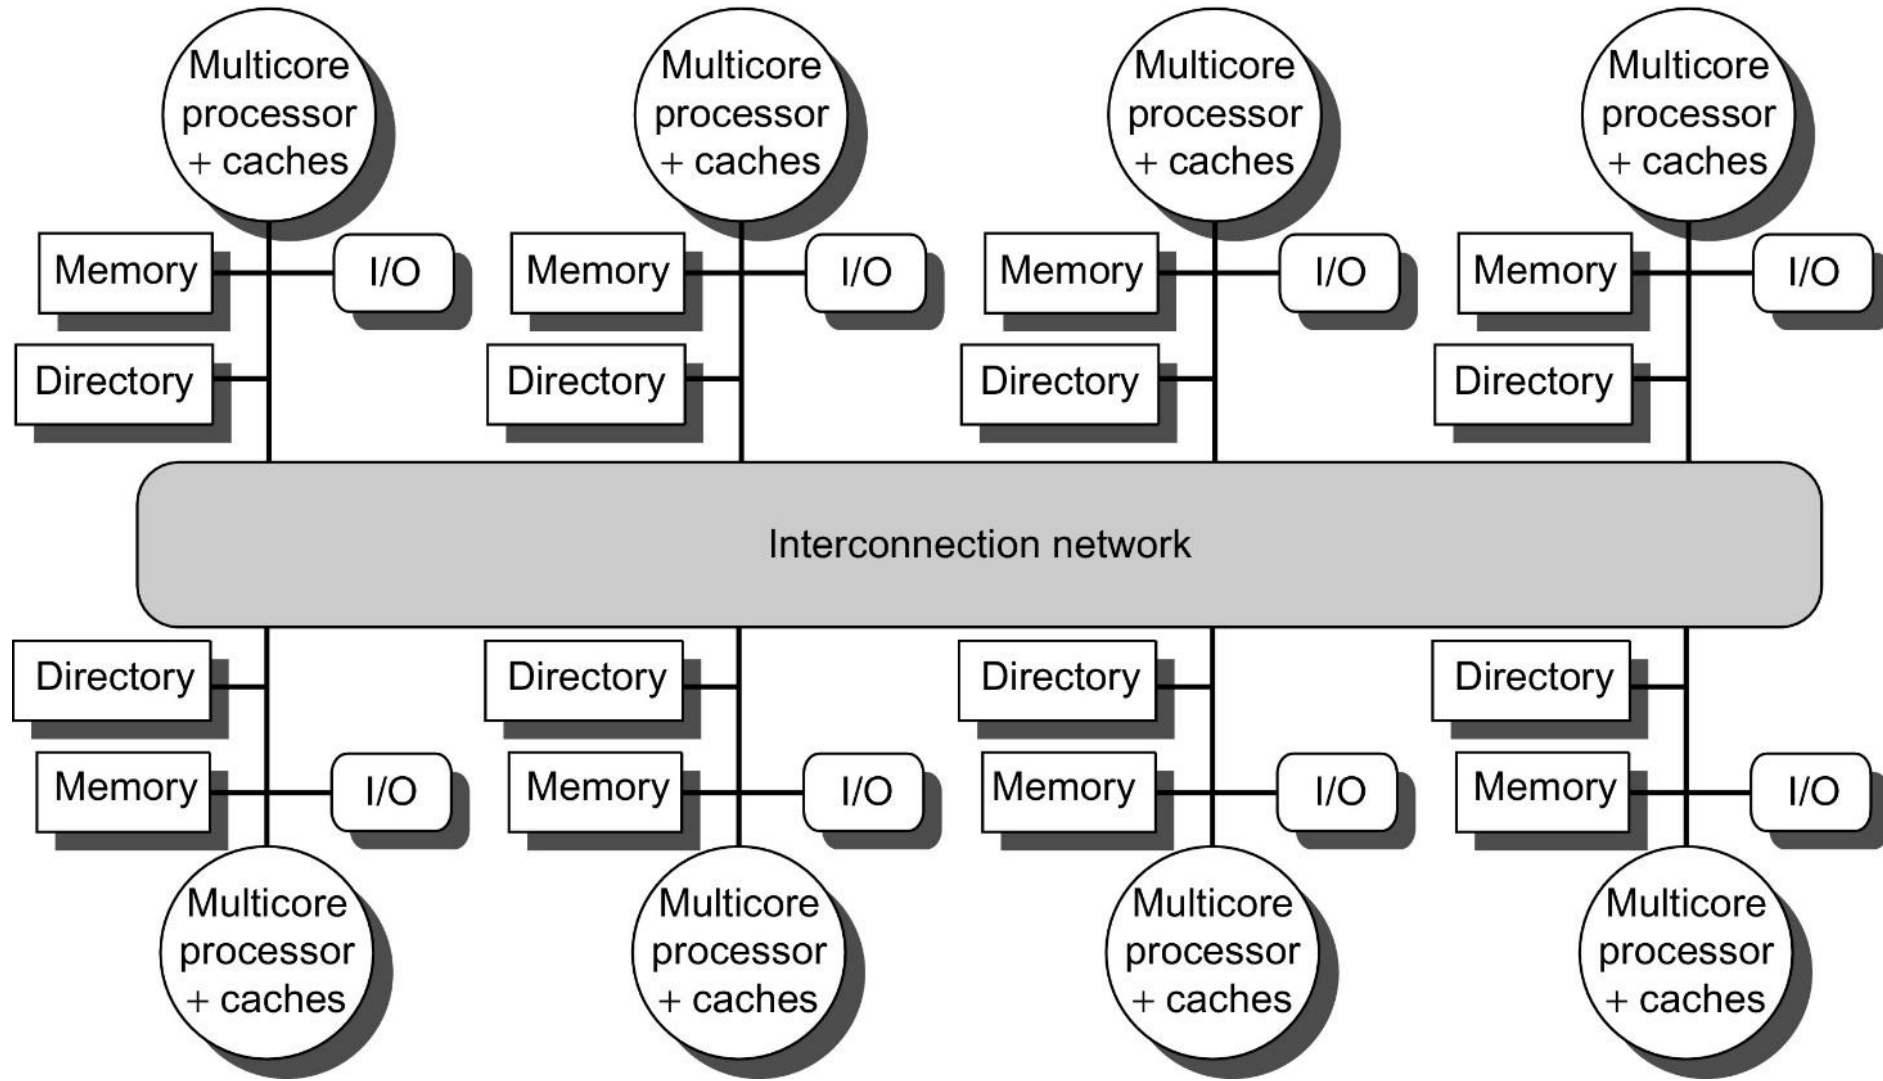 Multicore
processor
+ caches
Multicore
processor
+ caches
Multicore
processor
+ caches
Multicore
processor
+ caches
Memory
I/O
Memory
I/O
Memory
I/O
Memory
I/O
Directory
Directory
Directory
Directory
Interconnection network
Directory
Directory
Directory
Directory
Memory
I/O
Memory
I/O
Memory
I/O
Memory
I/O
Multicore
processor
+ caches
Multicore
processor
+ caches
Multicore
processor
+ caches
Multicore
processor
+ caches